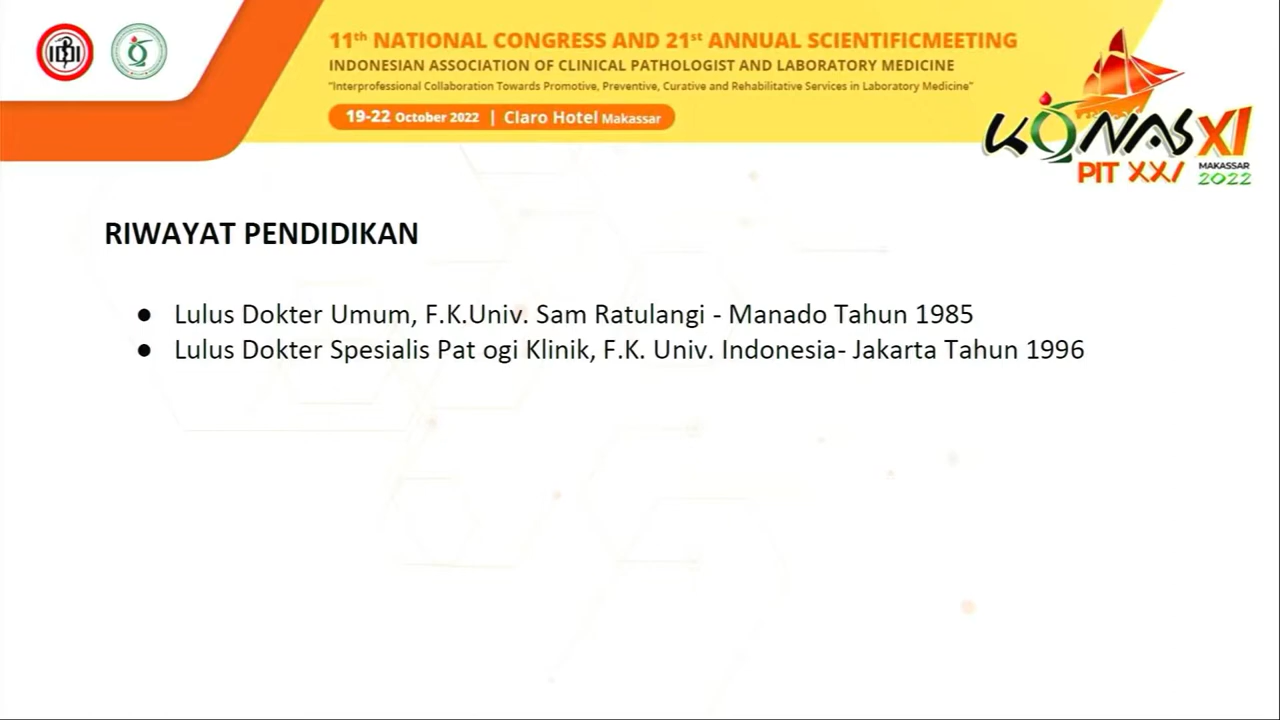 11th NATIONAL CONGRESS AND 21st ANNUAL SCIENTIFICMEETING
INDONESIAN ASSOCIATION OF CLINICAL PATHOLOGIST AND LABORATORY MEDICINE
"Interprofessional Collaboration Towards Promotive, Preventive, Curative and Rehabilitative Services in Laboratory Medicine"
19-22 October 2022 | Claro Hotel Makassar
KONAS XI
PIT XXI
MAKASSAR
2022
RIWAYAT PENDIDIKAN
● Lulus Dokter Umum, F.K.Univ. Sam Ratulangi - Manado Tahun 1985
● Lulus Dokter Spesialis Pat ogi Klinik, F.K. Univ. Indonesia- Jakarta Tahun 1996